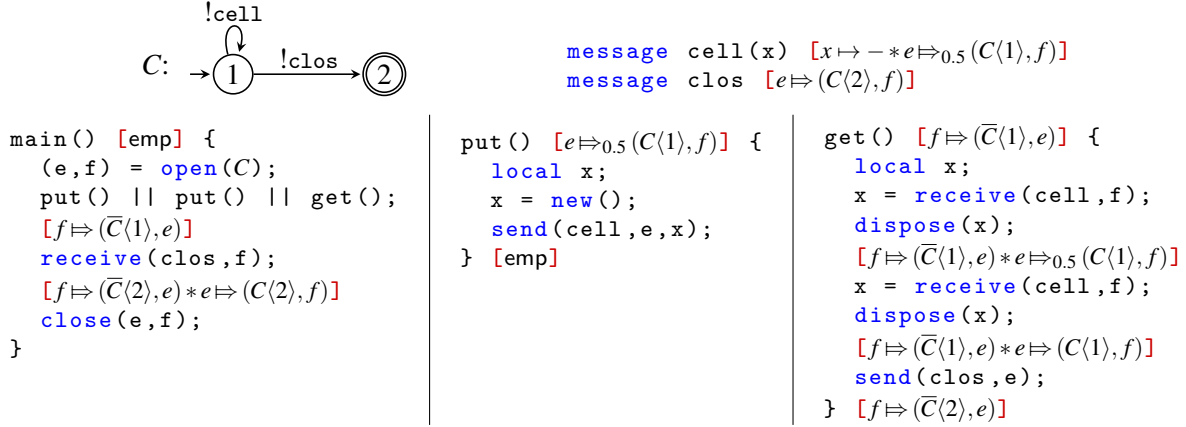 !cell
C: 1 !clos 2
message cell(x) [x ↦ − ∗ e ⤇0.5 (C⟨1⟩, f)]
message clos [e ⤇ (C⟨2⟩, f)]
main() [emp] {
(e,f) = open(C);
put() || put() || get();
[f ⤇ (C̅⟨1⟩, e)]
receive(clos,f);
[f ⤇ (C̅⟨2⟩, e) ∗ e ⤇ (C⟨2⟩, f)]
close(e,f);
}
put() [e ⤇0.5 (C⟨1⟩, f)] {
local x;
x = new();
send(cell,e,x);
} [emp]
get() [f ⤇ (C̅⟨1⟩, e)] {
local x;
x = receive(cell,f);
dispose(x);
[f ⤇ (C̅⟨1⟩, e) ∗ e ⤇0.5 (C⟨1⟩, f)]
x = receive(cell,f);
dispose(x);
[f ⤇ (C̅⟨1⟩, e) ∗ e ⤇ (C⟨1⟩, f)]
send(clos,e);
} [f ⤇ (C̅⟨2⟩, e)]